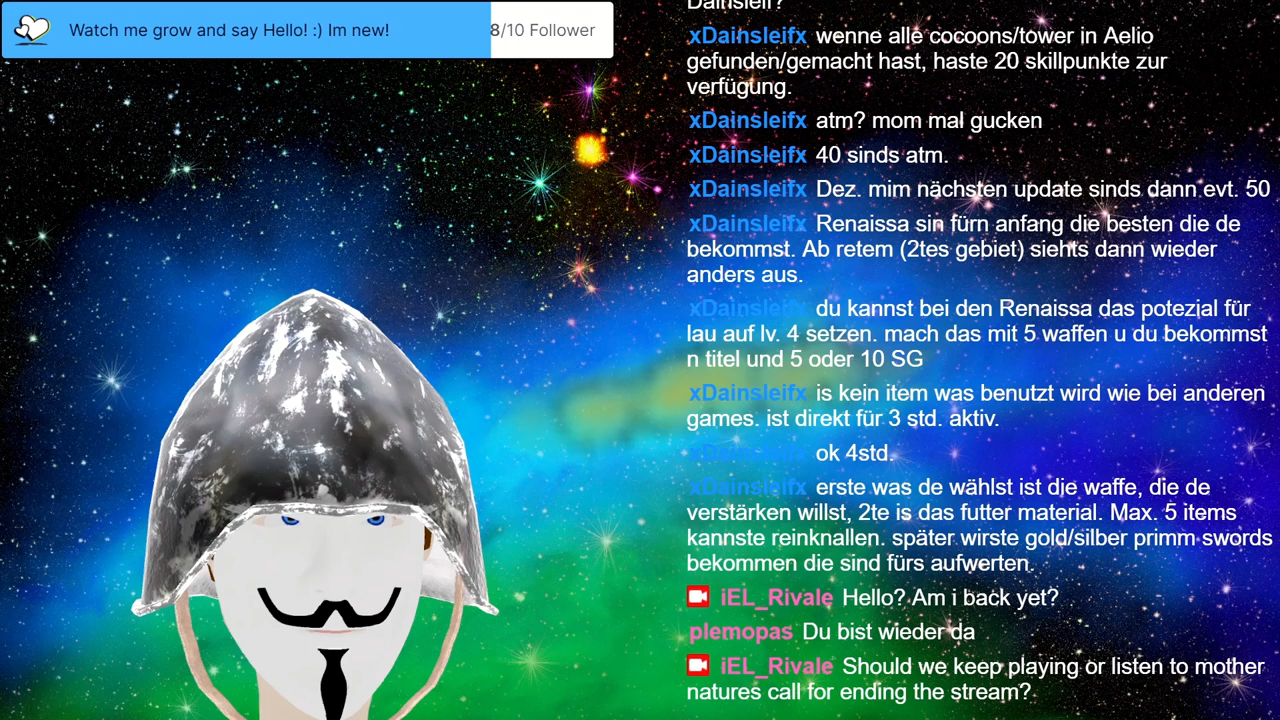 Watch me grow and say Hello! :) Im new!
8/10 Follower
Dainsleif?
xDainsleifx wenne alle cocoons/tower in Aelio
gefunden/gemacht hast, haste 20 skillpunkte zur
verfügung.
xDainsleifx atm? mom mal gucken
xDainsleifx 40 sinds atm.
xDainsleifx Dez. mim nächsten update sinds dann evt. 50
xDainsleifx Renaissa sin fürn anfang die besten die de
bekommst. Ab retem (2tes gebiet) siehts dann wieder
anders aus.
xDainsleifx du kannst bei den Renaissa das potezial für
lau auf lv. 4 setzen. mach das mit 5 waffen u du bekommst
n titel und 5 oder 10 SG
xDainsleifx is kein item was benutzt wird wie bei anderen
games. ist direkt für 3 std. aktiv.
xDainsleifx ok 4std.
xDainsleifx erste was de wählst ist die waffe, die de
verstärken willst, 2te is das futter material. Max. 5 items
kannste reinknallen. später wirste gold/silber primm swords
bekommen die sind fürs aufwerten.
iEL_Rivale Hello? Am i back yet?
plemopas Du bist wieder da
iEL_Rivale Should we keep playing or listen to mother
natures call for ending the stream?